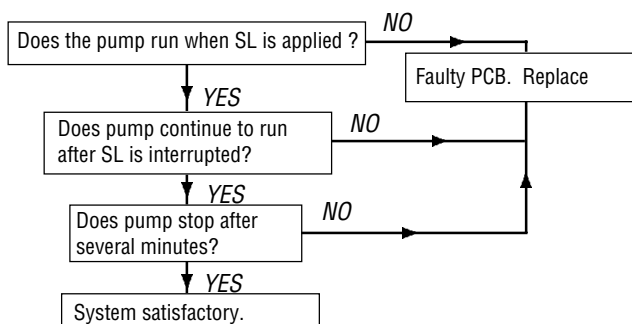 Does the pump run when SL is applied ?
NO
Faulty PCB.  Replace
YES
Does pump continue to run
after SL is interrupted?
NO
YES
Does pump stop after
several minutes?
NO
YES
System satisfactory.